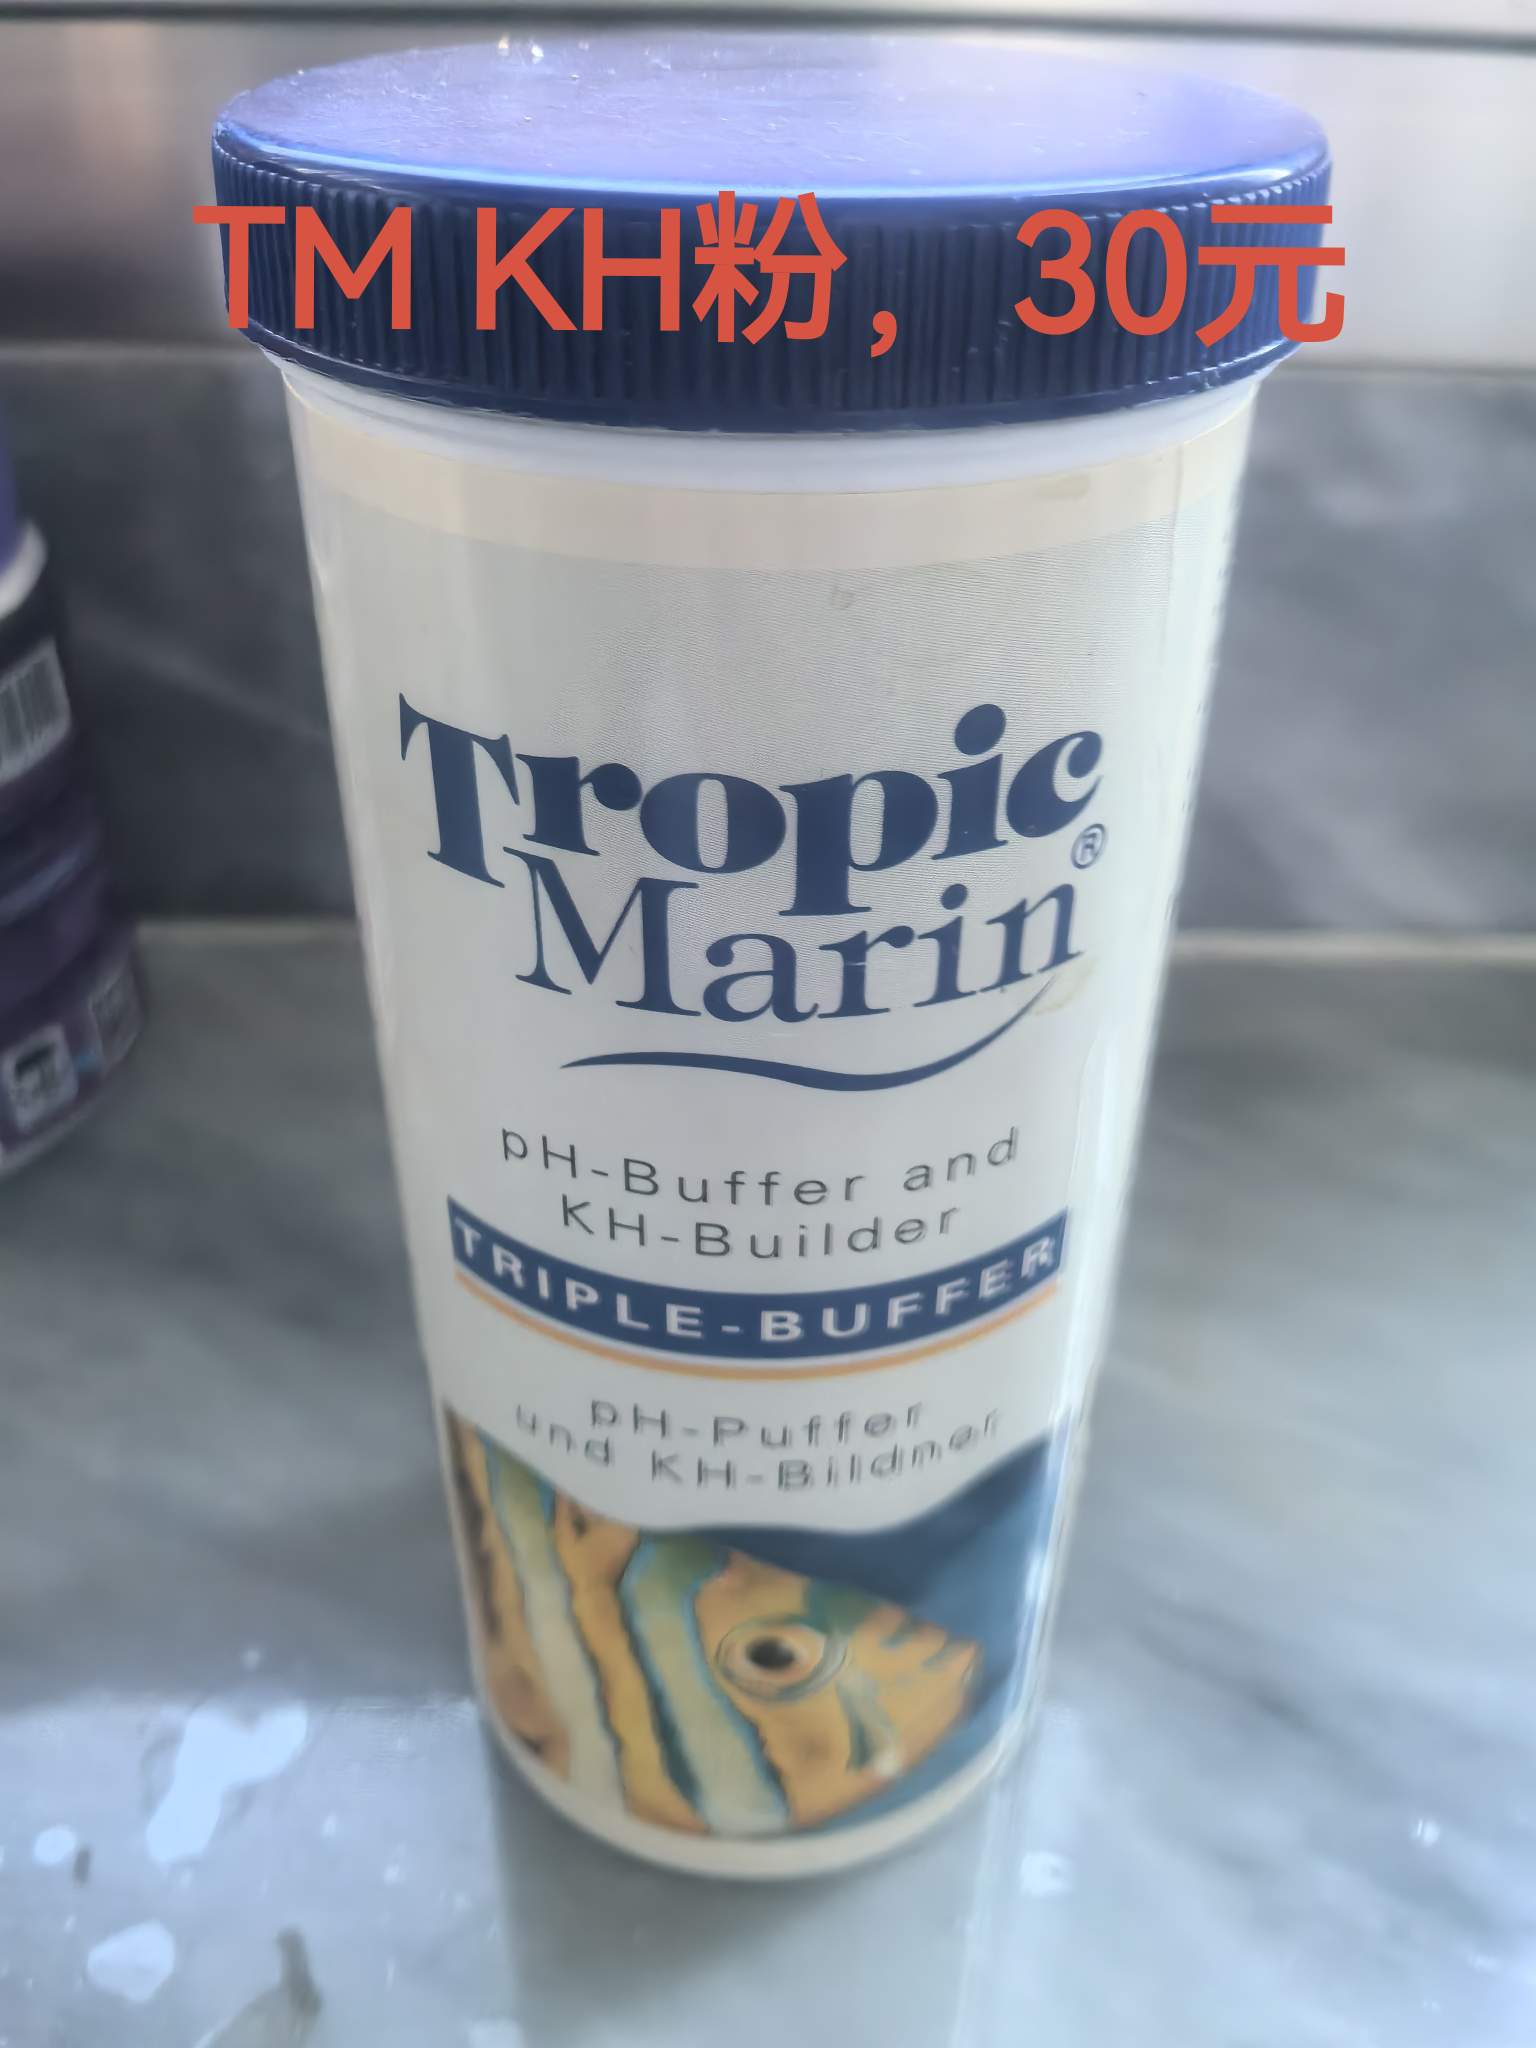 TM KH粉，30元
Tropic
Marin®
pH-Buffer and
KH-Builder
TRIPLE-BUFFER
pH-Puffer
und KH-Bildner